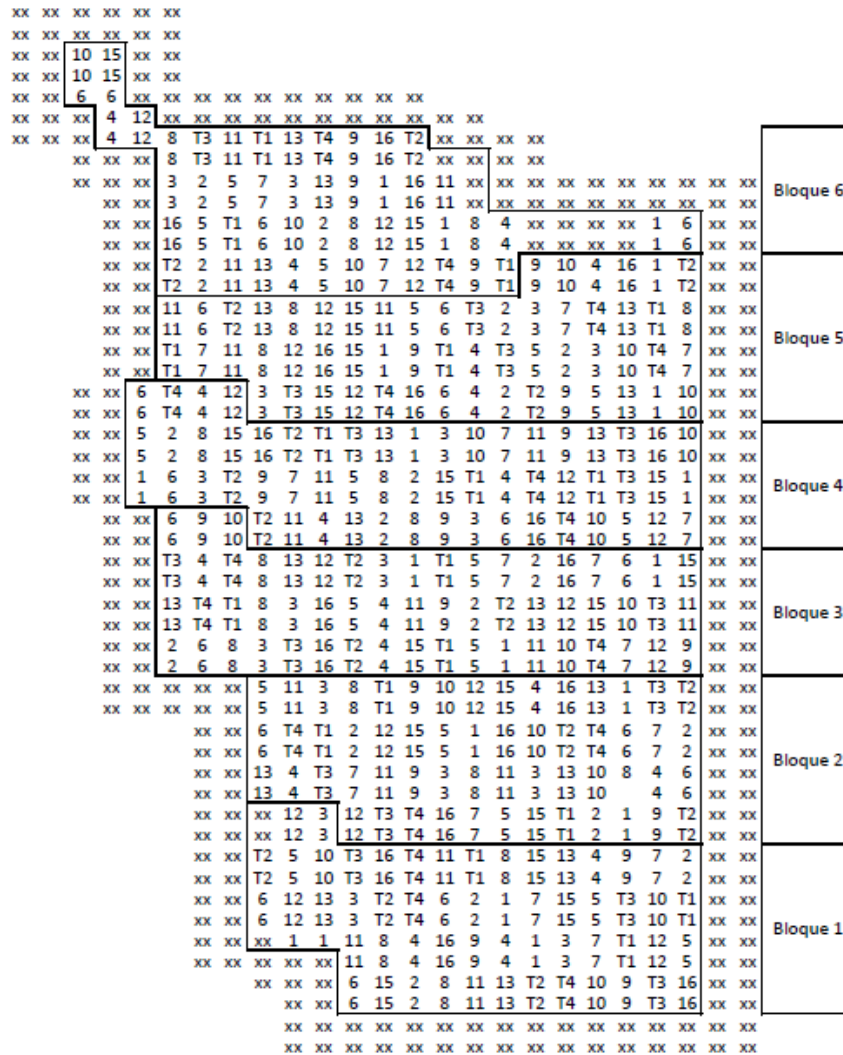 xx xx xx xx xx xx
xx xx xx xx xx xx
xx xx 10 15 xx xx
xx xx 10 15 xx xx
xx xx 6 6 xx xx xx xx xx xx xx xx xx xx
xx xx xx 4 12 xx xx xx xx xx xx xx xx xx xx xx
xx xx xx 4 12 8 T3 11 T1 13 T4 9 16 T2 xx xx xx xx
xx xx xx 8 T3 11 T1 13 T4 9 16 T2 xx xx xx xx
xx xx xx 3 2 5 7 3 13 9 1 16 11 xx xx xx xx xx xx xx xx xx xx
Bloque 6
xx xx 3 2 5 7 3 13 9 1 16 11 xx xx xx xx xx xx xx xx xx xx
xx xx 16 5 T1 6 10 2 8 12 15 1 8 4 xx xx xx xx 1 6 xx xx
xx xx 16 5 T1 6 10 2 8 12 15 1 8 4 xx xx xx xx 1 6 xx xx
xx xx T2 2 11 13 4 5 10 7 12 T4 9 T1 9 10 4 16 1 T2 xx xx
xx xx T2 2 11 13 4 5 10 7 12 T4 9 T1 9 10 4 16 1 T2 xx xx
xx xx 11 6 T2 13 8 12 15 11 5 6 T3 2 3 7 T4 13 T1 8 xx xx
xx xx 11 6 T2 13 8 12 15 11 5 6 T3 2 3 7 T4 13 T1 8 xx xx
Bloque 5
xx xx T1 7 11 8 12 16 15 1 9 T1 4 T3 5 2 3 10 T4 7 xx xx
xx xx T1 7 11 8 12 16 15 1 9 T1 4 T3 5 2 3 10 T4 7 xx xx
xx xx 6 T4 4 12 3 T3 15 12 T4 16 6 4 2 T2 9 5 13 1 10 xx xx
xx xx 6 T4 4 12 3 T3 15 12 T4 16 6 4 2 T2 9 5 13 1 10 xx xx
xx xx 5 2 8 15 16 T2 T1 T3 13 1 3 10 7 11 9 13 T3 16 10 xx xx
xx xx 5 2 8 15 16 T2 T1 T3 13 1 3 10 7 11 9 13 T3 16 10 xx xx
xx xx 1 6 3 T2 9 7 11 5 8 2 15 T1 4 T4 12 T1 T3 15 1 xx xx
Bloque 4
xx xx 1 6 3 T2 9 7 11 5 8 2 15 T1 4 T4 12 T1 T3 15 1 xx xx
xx xx 6 9 10 T2 11 4 13 2 8 9 3 6 16 T4 10 5 12 7 xx xx
xx xx 6 9 10 T2 11 4 13 2 8 9 3 6 16 T4 10 5 12 7 xx xx
xx xx T3 4 T4 8 13 12 T2 3 1 T1 5 7 2 16 7 6 1 15 xx xx
xx xx T3 4 T4 8 13 12 T2 3 1 T1 5 7 2 16 7 6 1 15 xx xx
xx xx 13 T4 T1 8 3 16 5 4 11 9 2 T2 13 12 15 10 T3 11 xx xx
Bloque 3
xx xx 13 T4 T1 8 3 16 5 4 11 9 2 T2 13 12 15 10 T3 11 xx xx
xx xx 2 6 8 3 T3 16 T2 4 15 T1 5 1 11 10 T4 7 12 9 xx xx
xx xx 2 6 8 3 T3 16 T2 4 15 T1 5 1 11 10 T4 7 12 9 xx xx
xx xx xx xx xx 5 11 3 8 T1 9 10 12 15 4 16 13 1 T3 T2 xx xx
xx xx xx xx xx 5 11 3 8 T1 9 10 12 15 4 16 13 1 T3 T2 xx xx
xx xx 6 T4 T1 2 12 15 5 1 16 10 T2 T4 6 7 2 xx xx
xx xx 6 T4 T1 2 12 15 5 1 16 10 T2 T4 6 7 2 xx xx
Bloque 2
xx xx 13 4 T3 7 11 9 3 8 11 3 13 10 8 4 6 xx xx
xx xx 13 4 T3 7 11 9 3 8 11 3 13 10 4 6 xx xx
xx xx xx 12 3 12 T3 T4 16 7 5 15 T1 2 1 9 T2 xx xx
xx xx xx 12 3 12 T3 T4 16 7 5 15 T1 2 1 9 T2 xx xx
xx xx T2 5 10 T3 16 T4 11 T1 8 15 13 4 9 7 2 xx xx
xx xx T2 5 10 T3 16 T4 11 T1 8 15 13 4 9 7 2 xx xx
xx xx 6 12 13 3 T2 T4 6 2 1 7 15 5 T3 10 T1 xx xx
xx xx 6 12 13 3 T2 T4 6 2 1 7 15 5 T3 10 T1 xx xx
Bloque 1
xx xx xx 1 1 11 8 4 16 9 4 1 3 7 T1 12 5 xx xx
xx xx xx xx xx 11 8 4 16 9 4 1 3 7 T1 12 5 xx xx
xx xx xx 6 15 2 8 11 13 T2 T4 10 9 T3 16 xx xx
xx xx 6 15 2 8 11 13 T2 T4 10 9 T3 16 xx xx
xx xx xx xx xx xx xx xx xx xx xx xx xx xx xx xx
xx xx xx xx xx xx xx xx xx xx xx xx xx xx xx xx